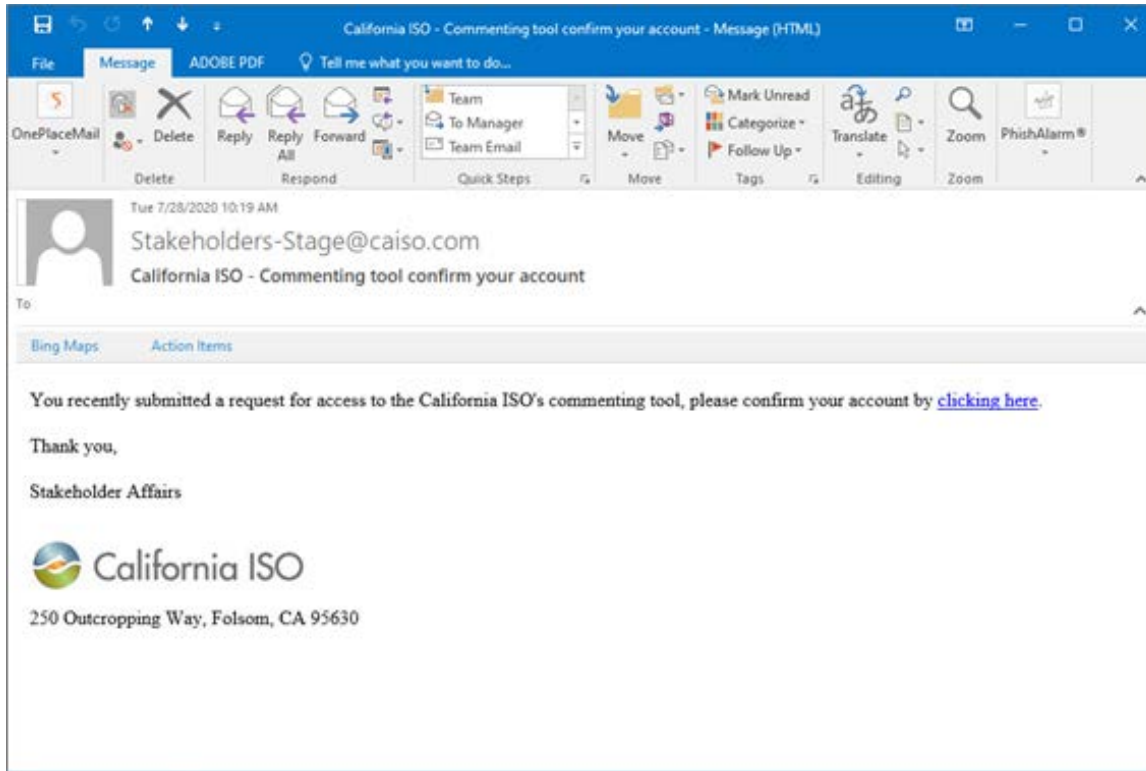 California ISO - Commenting tool confirm your account - Message (HTML)
File Message ADOBE PDF Tell me what you want to do...
OnePlaceMail
Delete
Reply
Reply All
Forward
Team
To Manager
Team Email
Move
Mark Unread
Categorize
Follow Up
Translate
Zoom
PhishAlarm®
Delete Respond Quick Steps Move Tags Editing Zoom
Tue 7/28/2020 10:19 AM
Stakeholders-Stage@caiso.com
California ISO - Commenting tool confirm your account
To
Bing Maps Action Items
You recently submitted a request for access to the California ISO's commenting tool, please confirm your account by clicking here.
Thank you,
Stakeholder Affairs
California ISO
250 Outcropping Way, Folsom, CA 95630